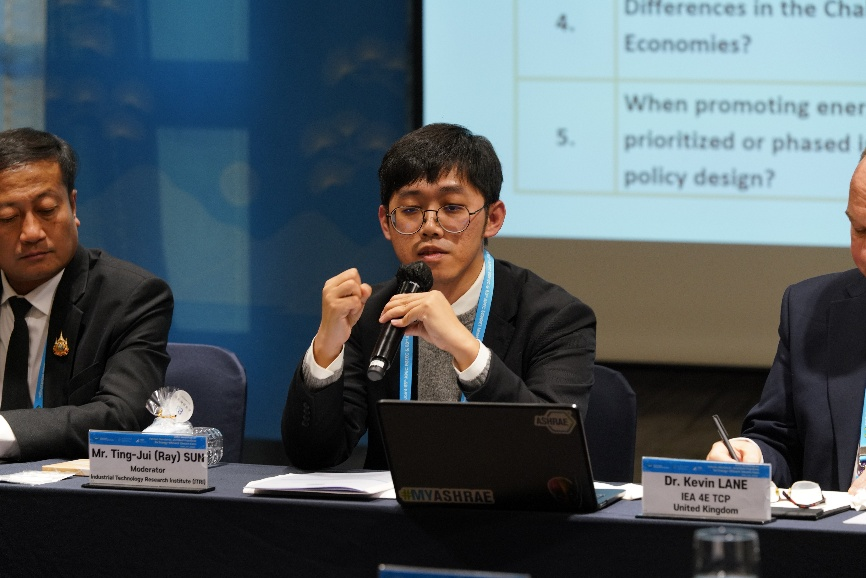 4.
Differences in the Cha
Economies?
5.
When promoting ener
prioritized or phased i
policy design?
Mr. Ting-Jui (Ray) SUN
Moderator
Industrial Technology Research Institute (ITRI)
ASHRAE
#MYASHRAE
Dr. Kevin LANE
IEA 4E TCP
United Kingdom